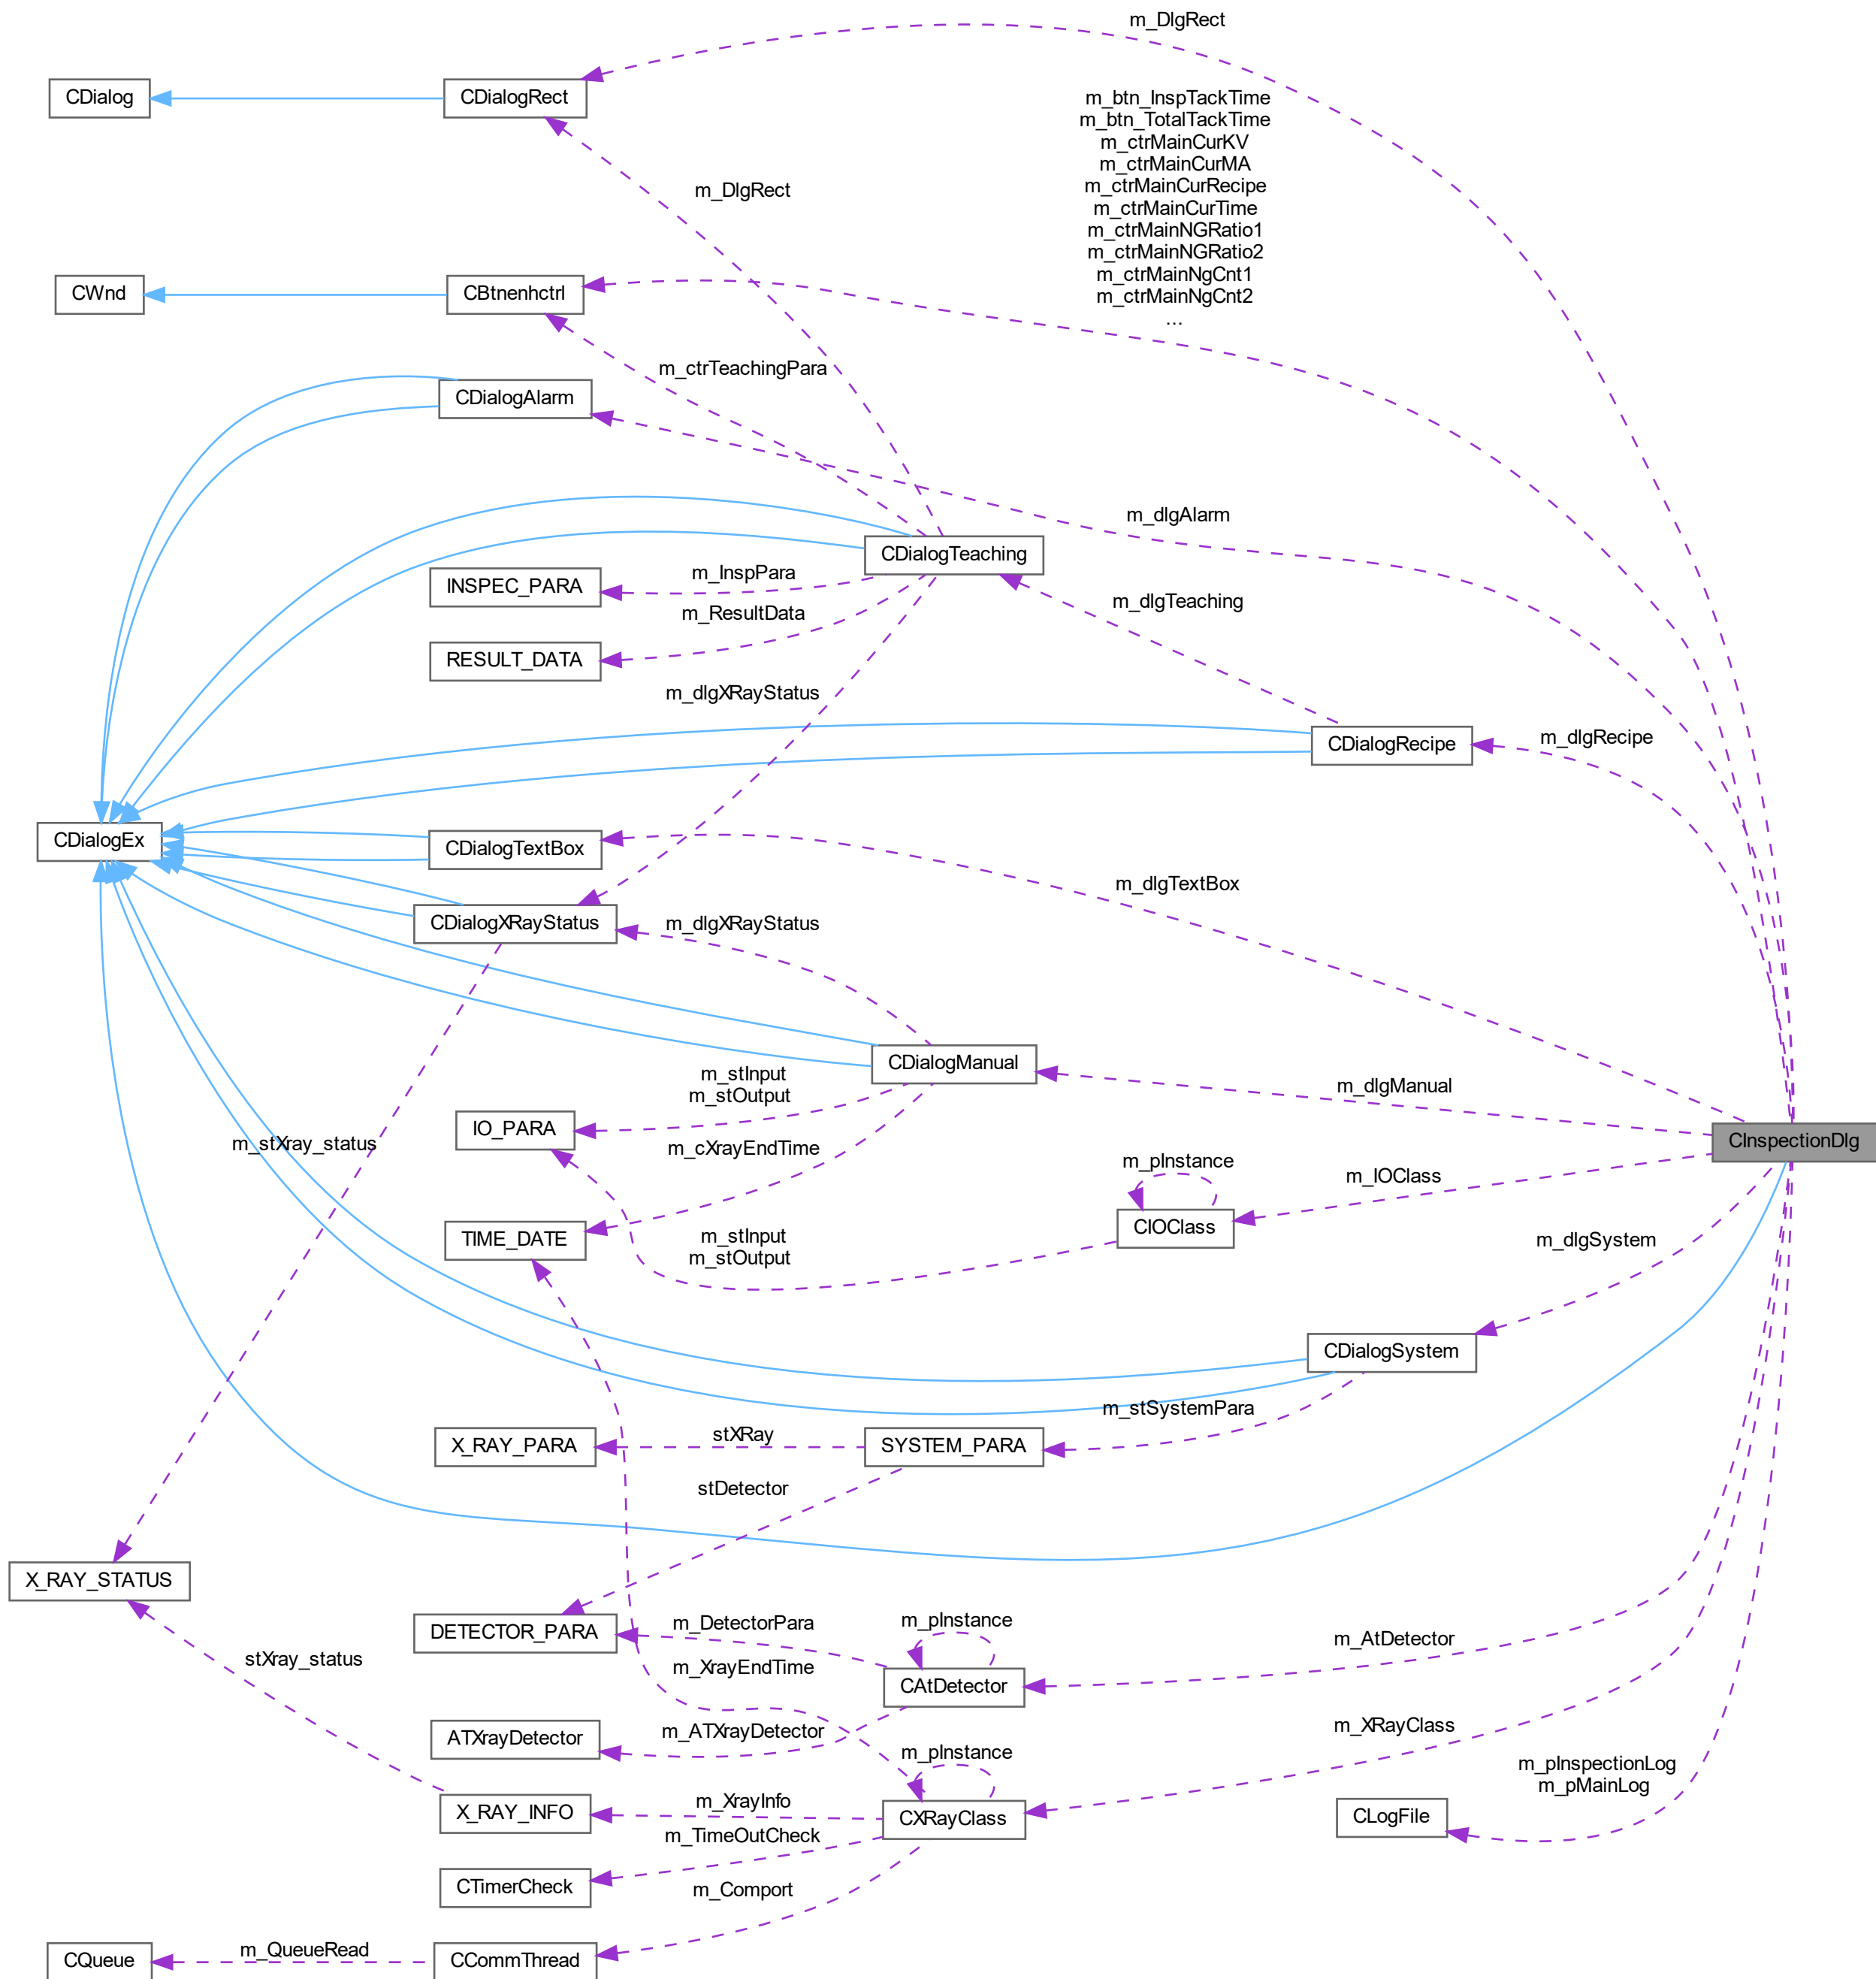 m_DlgRect
CDialog
CDialogRect
m_btn_InspTackTime
m_btn_TotalTackTime
m_ctrMainCurKV
m_ctrMainCurMA
m_ctrMainCurRecipe
m_ctrMainCurTime
m_ctrMainNGRatio1
m_ctrMainNGRatio2
m_ctrMainNgCnt1
m_ctrMainNgCnt2
...
m_DlgRect
CWnd
CBtnenhctrl
m_ctrTeachingPara
CDialogAlarm
m_dlgAlarm
CDialogTeaching
m_InspPara
INSPEC_PARA
m_dlgTeaching
m_ResultData
RESULT_DATA
m_dlgXRayStatus
CDialogRecipe
m_dlgRecipe
CDialogEx
CDialogTextBox
m_dlgTextBox
CDialogXRayStatus
m_dlgXRayStatus
CDialogManual
m_dlgManual
m_stInput
m_stOutput
IO_PARA
m_stXray_status
m_cXrayEndTime
CInspectionDlg
m_pInstance
m_IOClass
CIOClass
TIME_DATE
m_stInput
m_stOutput
m_dlgSystem
CDialogSystem
m_stSystemPara
X_RAY_PARA
stXRay
SYSTEM_PARA
stDetector
X_RAY_STATUS
DETECTOR_PARA
m_DetectorPara
m_pInstance
m_AtDetector
stXray_status
m_XrayEndTime
CAtDetector
ATXrayDetector
m_ATXrayDetector
m_XRayClass
m_pInstance
m_pInspectionLog
m_pMainLog
X_RAY_INFO
m_XrayInfo
CXRayClass
CLogFile
m_TimeOutCheck
CTimerCheck
m_Comport
CQueue
m_QueueRead
CCommThread